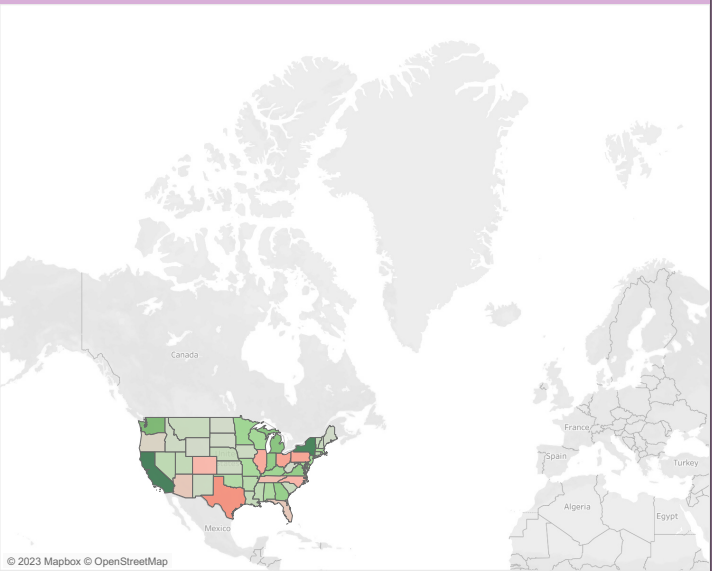 Canada
France
Spain
Turkey
Algeria
Egypt
Mexico
© 2023 Mapbox © OpenStreetMap